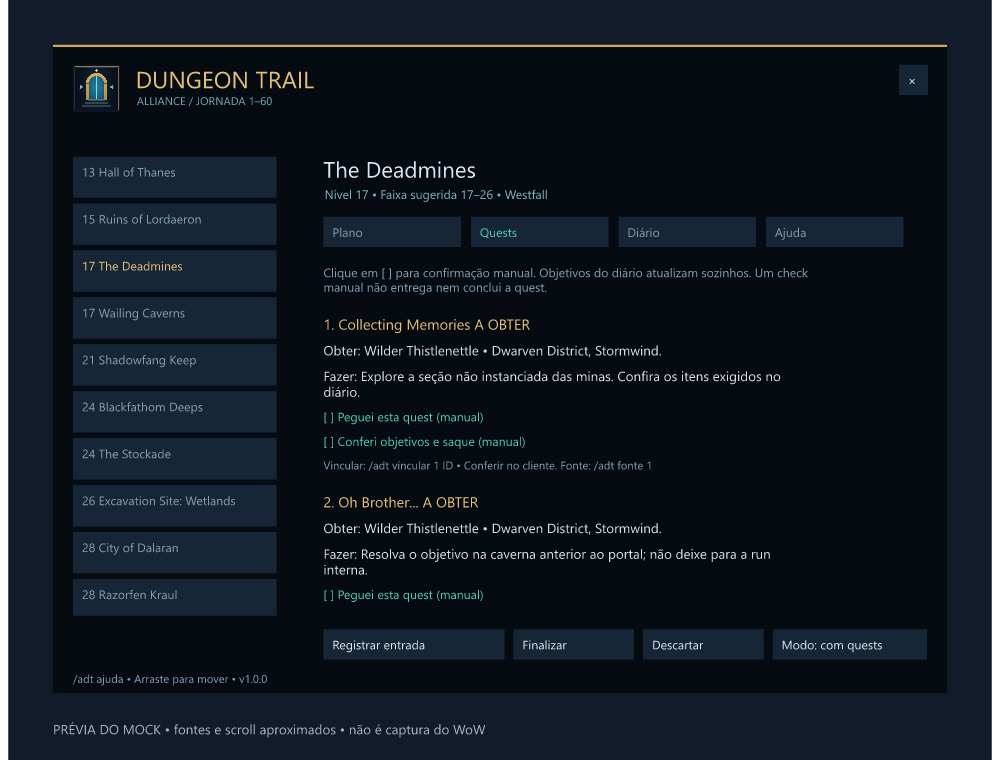 DUNGEON TRAIL
ALLIANCE / JORNADA 1–60
×
13 Hall of Thanes
15 Ruins of Lordaeron
17 The Deadmines
17 Wailing Caverns
21 Shadowfang Keep
24 Blackfathom Deeps
24 The Stockade
26 Excavation Site: Wetlands
28 City of Dalaran
28 Razorfen Kraul
The Deadmines
Nível 17 • Faixa sugerida 17–26 • Westfall
Plano
Quests
Diário
Ajuda
Clique em [ ] para confirmação manual. Objetivos do diário atualizam sozinhos. Um check
manual não entrega nem conclui a quest.
1. Collecting Memories A OBTER
Obter: Wilder Thistlenettle • Dwarven District, Stormwind.
Fazer: Explore a seção não instanciada das minas. Confira os itens exigidos no
diário.
[ ] Peguei esta quest (manual)
[ ] Conferi objetivos e saque (manual)
Vincular: /adt vincular 1 ID • Conferir no cliente. Fonte: /adt fonte 1
2. Oh Brother... A OBTER
Obter: Wilder Thistlenettle • Dwarven District, Stormwind.
Fazer: Resolva o objetivo na caverna anterior ao portal; não deixe para a run
interna.
[ ] Peguei esta quest (manual)
Registrar entrada
Finalizar
Descartar
Modo: com quests
/adt ajuda • Arraste para mover • v1.0.0
PRÉVIA DO MOCK • fontes e scroll aproximados • não é captura do WoW